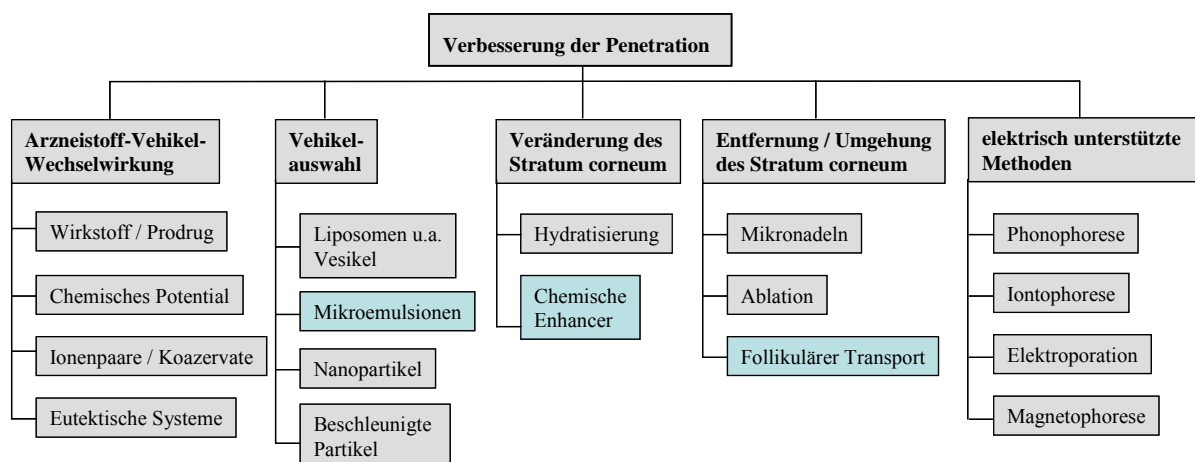 Verbesserung der Penetration
Arzneistoff-Vehikel-
Wechselwirkung
Wirkstoff / Prodrug
Chemisches Potential
Ionenpaare / Koazervate
Eutektische Systeme
Vehikel-
auswahl
Liposomen u.a.
Vesikel
Mikroemulsionen
Nanopartikel
Beschleunigte
Partikel
Veränderung des
Stratum corneum
Hydratisierung
Chemische
Enhancer
Entfernung / Umgehung
des Stratum corneum
Mikronadeln
Ablation
Follikulärer Transport
elektrisch unterstützte
Methoden
Phonophorese
Iontophorese
Elektroporation
Magnetophorese